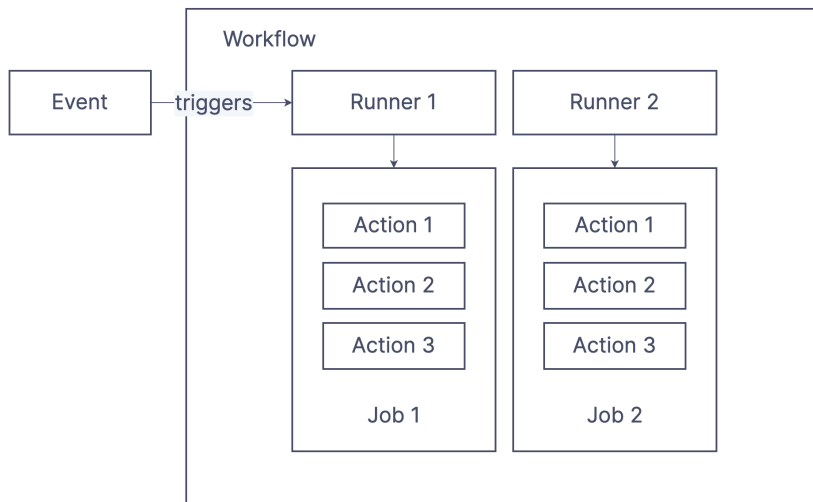 Workflow
Event
triggers
Runner 1
Runner 2
Action 1
Action 2
Action 3
Job 1
Action 1
Action 2
Action 3
Job 2